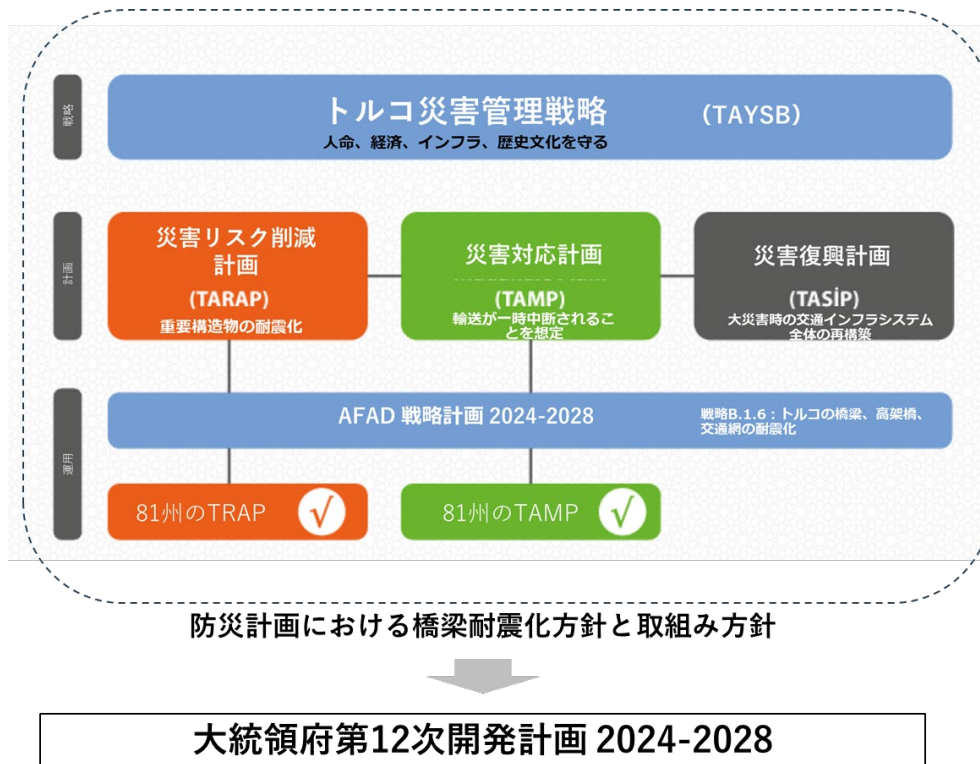 戦略
トルコ災害管理戦略 (TAYSB)
人命、経済、インフラ、歴史文化を守る
計画
災害リスク削減
計画
(TARAP)
重要構造物の耐震化
災害対応計画
(TAMP)
輸送が一時中断されるこ
とを想定
災害復興計画
(TASİP)
大災害時の交通インフラシステム
全体の再構築
運用
AFAD 戦略計画 2024-2028
戦略B.1.6：トルコの橋梁、高架橋、
交通網の耐震化
81州のTRAP √
81州のTAMP √
防災計画における橋梁耐震化方針と取組み方針
大統領府第12次開発計画 2024-2028